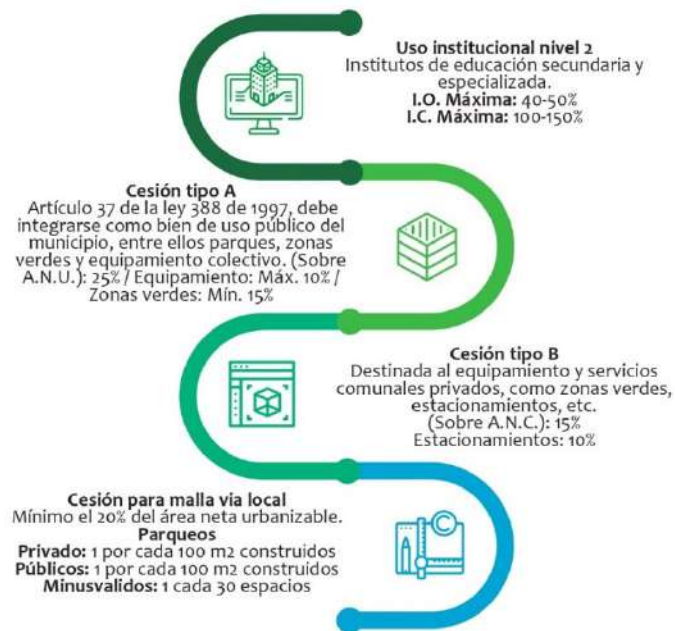 Uso institucional nivel 2
Institutos de educación secundaria y
especializada.
I.O. Máxima: 40-50%
I.C. Máxima: 100-150%
Cesión tipo A
Artículo 37 de la ley 388 de 1997, debe
integrarse como bien de uso público del
municipio, entre ellos parques, zonas
verdes y equipamiento colectivo. (Sobre
A.N.U.): 25% / Equipamiento: Máx. 10% /
Zonas verdes: Mín. 15%
Cesión tipo B
Destinada al equipamiento y servicios
comunales privados, como zonas verdes,
estacionamientos, etc.
(Sobre A.N.C.): 15%
Estacionamientos: 10%
Cesión para malla via local
Mínimo el 20% del área neta urbanizable.
Parqueos
Privado: 1 por cada 100 m2 construidos
Públicos: 1 por cada 100 m2 construidos
Minusvalidos: 1 cada 30 espacios
C